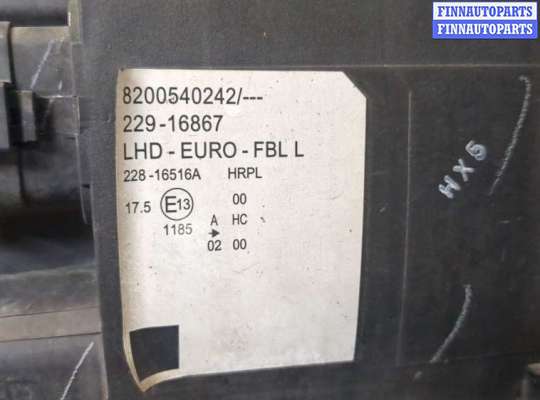 FINNAUTOPARTS
FINNAUTOPARTS
8200540242/---
229-16867
LHD - EURO - FBL L
228 -16516A HRPL
17.5 E13 00
1185 A HC
02 00
HX5